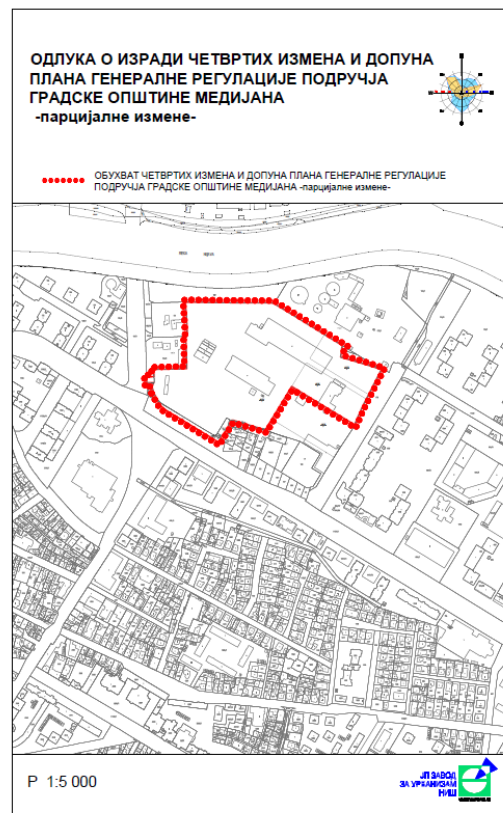 ОДЛУКА О ИЗРАДИ ЧЕТВРТИХ ИЗМЕНА И ДОПУНА
ПЛАНА ГЕНЕРАЛНЕ РЕГУЛАЦИЈЕ ПОДРУЧЈА
ГРАДСКЕ ОПШТИНЕ МЕДИЈАНА
-парцијалне измене-
ОБУХВАТ ЧЕТВРТИХ ИЗМЕНА И ДОПУНА ПЛАНА ГЕНЕРАЛНЕ РЕГУЛАЦИЈЕ
ПОДРУЧЈА ГРАДСКЕ ОПШТИНЕ МЕДИЈАНА -парцијалне измене-
Р 1:5 000
ЈП ЗАВОД
ЗА УРБАНИЗАМ
НИШ